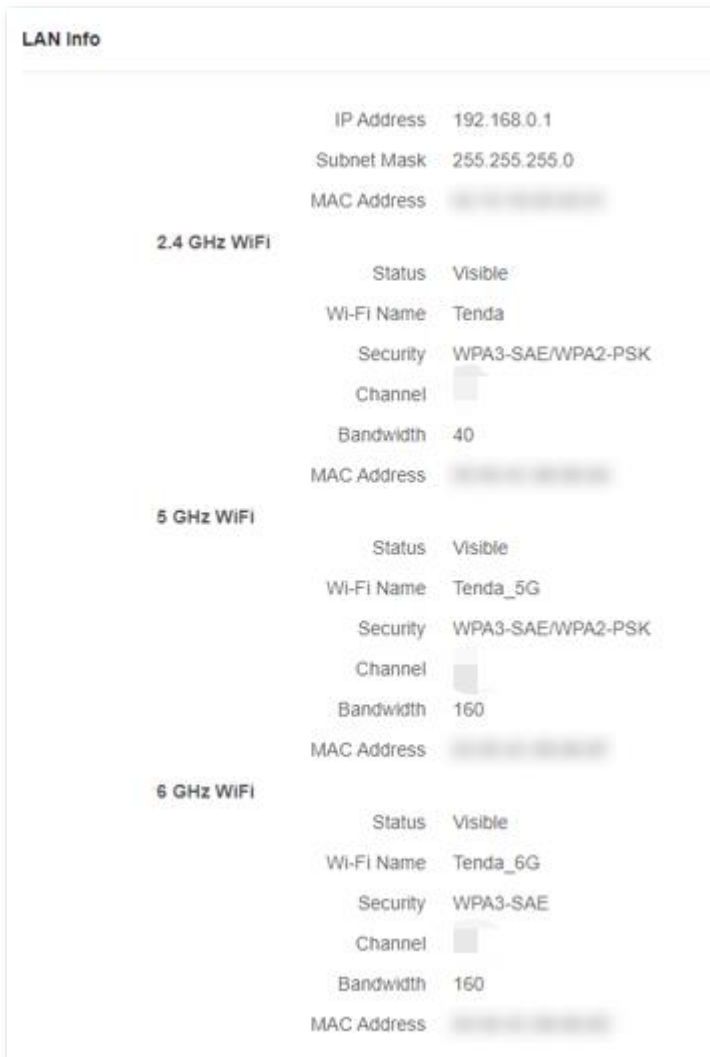 LAN Info
IP Address 192.168.0.1
Subnet Mask 255.255.255.0
MAC Address
2.4 GHz WiFi
Status Visible
Wi-Fi Name Tenda
Security WPA3-SAE/WPA2-PSK
Channel
Bandwidth 40
MAC Address
5 GHz WiFi
Status Visible
Wi-Fi Name Tenda_5G
Security WPA3-SAE/WPA2-PSK
Channel
Bandwidth 160
MAC Address
6 GHz WiFi
Status Visible
Wi-Fi Name Tenda_6G
Security WPA3-SAE
Channel
Bandwidth 160
MAC Address